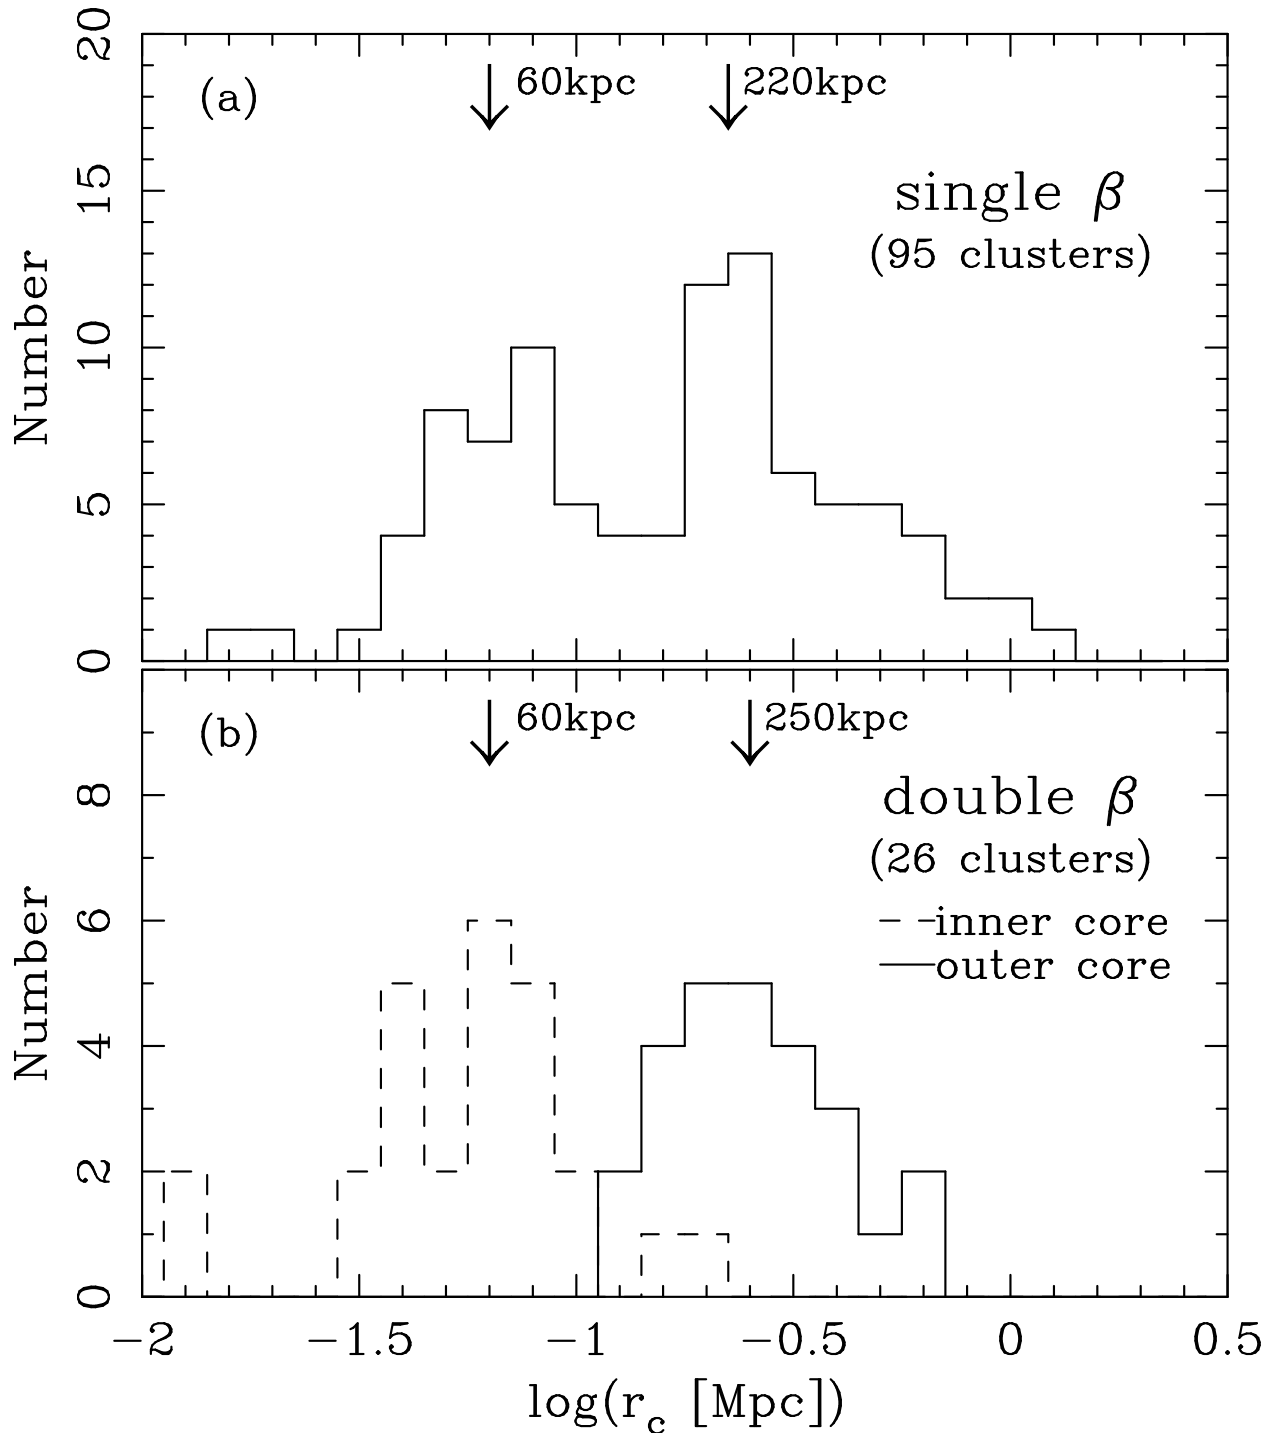 20
(a)
60kpc
220kpc
15
single β
(95 clusters)
Number
10
5
0
(b)
60kpc
250kpc
8
double β
(26 clusters)
6
inner core
outer core
Number
4
2
0
−2
−1.5
−1
−0.5
0
0.5
log(r_c [Mpc])